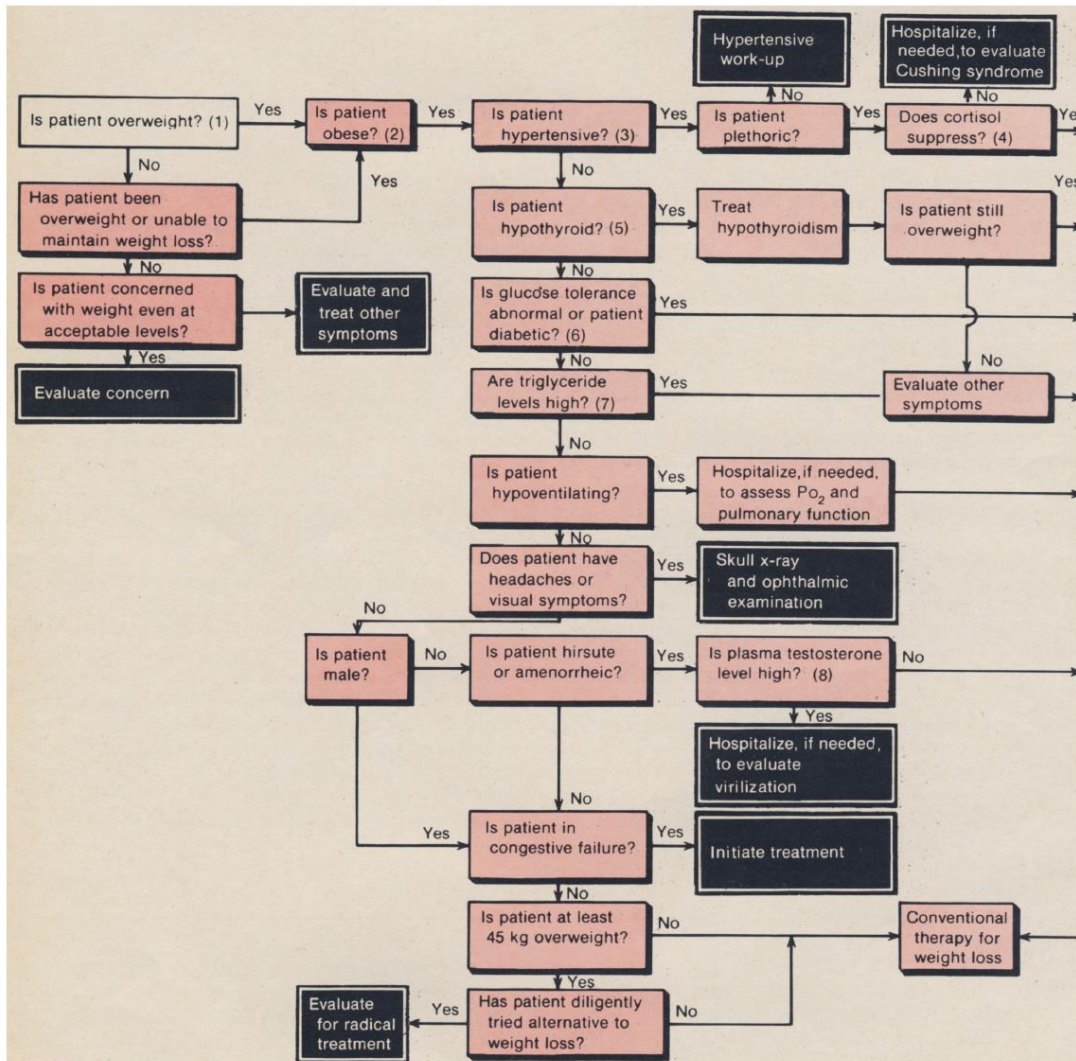 Hypertensive
work-up
Hospitalize, if
needed, to evaluate
Cushing syndrome
No
No
Is patient overweight? (1)
Yes
Is patient
obese? (2)
Yes
Is patient
hypertensive? (3)
Yes
Is patient
plethoric?
Yes
Does cortisol
suppress? (4)
Yes
No
Yes
No
Yes
Has patient been
overweight or unable to
maintain weight loss?
Is patient
hypothyroid? (5)
Yes
Treat
hypothyroidism
Is patient still
overweight?
No
No
Is patient concerned
with weight even at
acceptable levels?
Evaluate and
treat other
symptoms
Is glucose tolerance
abnormal or patient
diabetic? (6)
Yes
Yes
No
No
Evaluate concern
Are triglyceride
levels high? (7)
Yes
Evaluate other
symptoms
No
Is patient
hypoventilating?
Yes
Hospitalize, if needed,
to assess Po2 and
pulmonary function
No
Does patient have
headaches or
visual symptoms?
Yes
Skull x-ray
and ophthalmic
examination
No
Is patient
male?
No
Is patient hirsute
or amenorrheic?
Yes
Is plasma testosterone
level high? (8)
No
Yes
Hospitalize, if needed,
to evaluate
virilization
No
Yes
Is patient in
congestive failure?
Yes
Initiate treatment
No
Is patient at least
45 kg overweight?
No
Conventional
therapy for
weight loss
Yes
Evaluate
for radical
treatment
Yes
Has patient diligently
tried alternative to
weight loss?
No